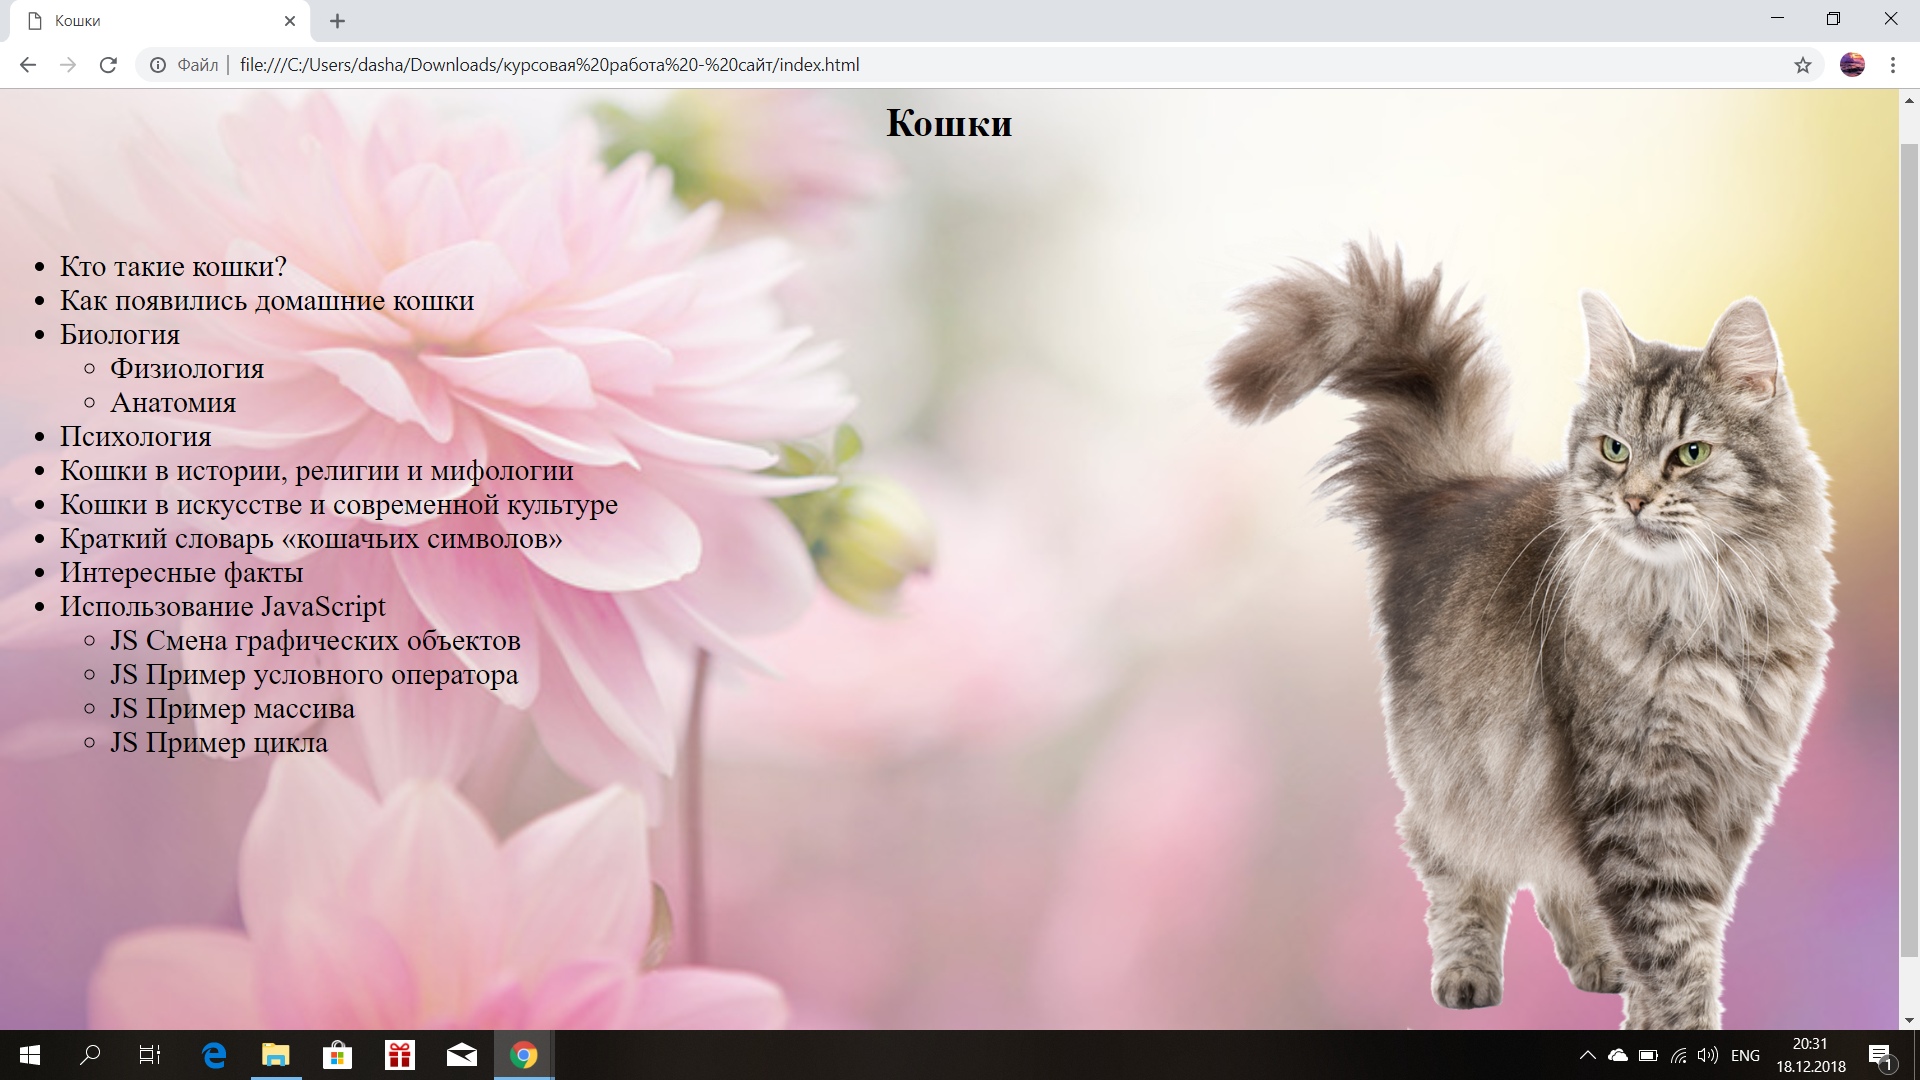 Кошки
Файл | file:///C:/Users/dasha/Downloads/курсовая%20работа%20-%20сайт/index.html
Кошки
Кто такие кошки?
Как появились домашние кошки
Биология
Физиология
Анатомия
Психология
Кошки в истории, религии и мифологии
Кошки в искусстве и современной культуре
Краткий словарь «кошачьих символов»
Интересные факты
Использование JavaScript
JS Смена графических объектов
JS Пример условного оператора
JS Пример массива
JS Пример цикла
ENG
20:31
18.12.2018
1